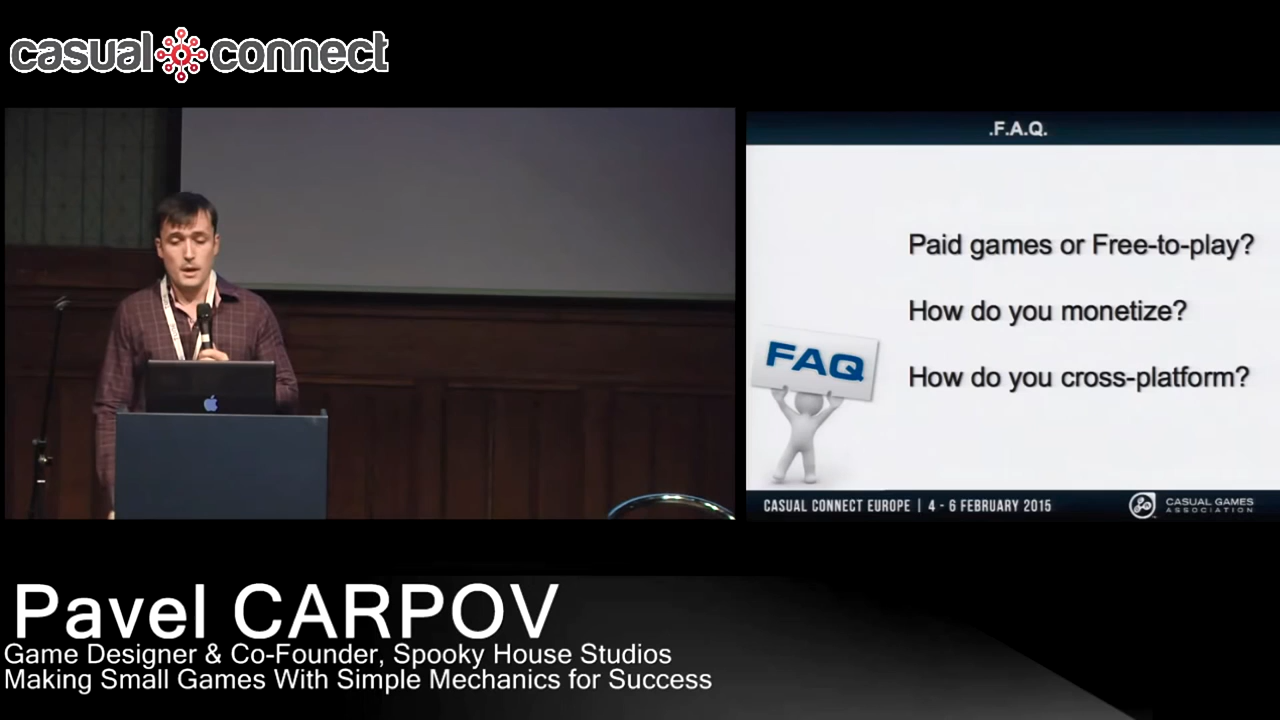 casual connect
.F.A.Q.
Paid games or Free-to-play?
How do you monetize?
How do you cross-platform?
FAQ
CASUAL CONNECT EUROPE | 4 - 6 FEBRUARY 2015
CASUAL GAMES
ASSOCIATION
Pavel CARPOV
Game Designer & Co-Founder, Spooky House Studios
Making Small Games With Simple Mechanics for Success